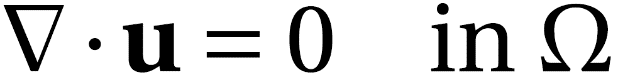 ∇ · 𝐮 = 0 in Ω